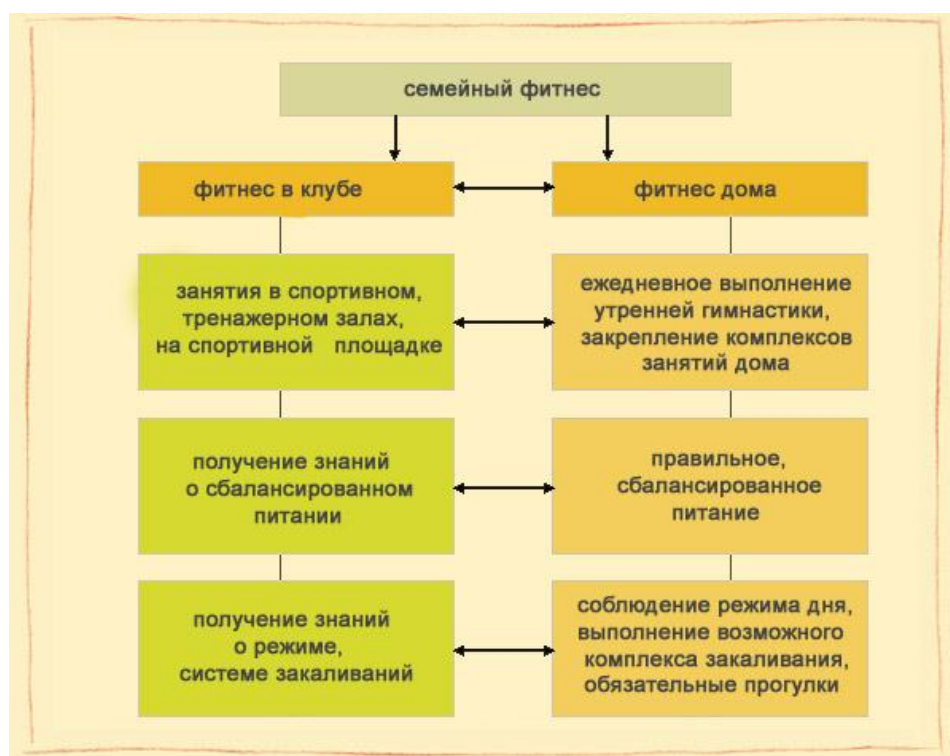 семейный фитнес
фитнес в клубе
фитнес дома
занятия в спортивном,
тренажерном залах,
на спортивной площадке
ежедневное выполнение
утренней гимнастики,
закрепление комплексов
занятий дома
получение знаний
о сбалансированном
питании
правильное,
сбалансированное
питание
получение знаний
о режиме,
системе закаливаний
соблюдение режима дня,
выполнение возможного
комплекса закаливания,
обязательные прогулки